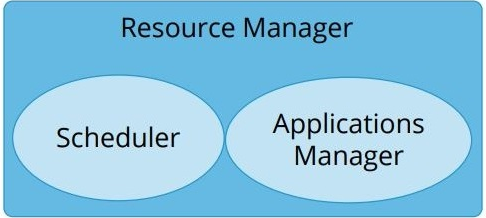 Resource Manager
Scheduler
Applications
Manager